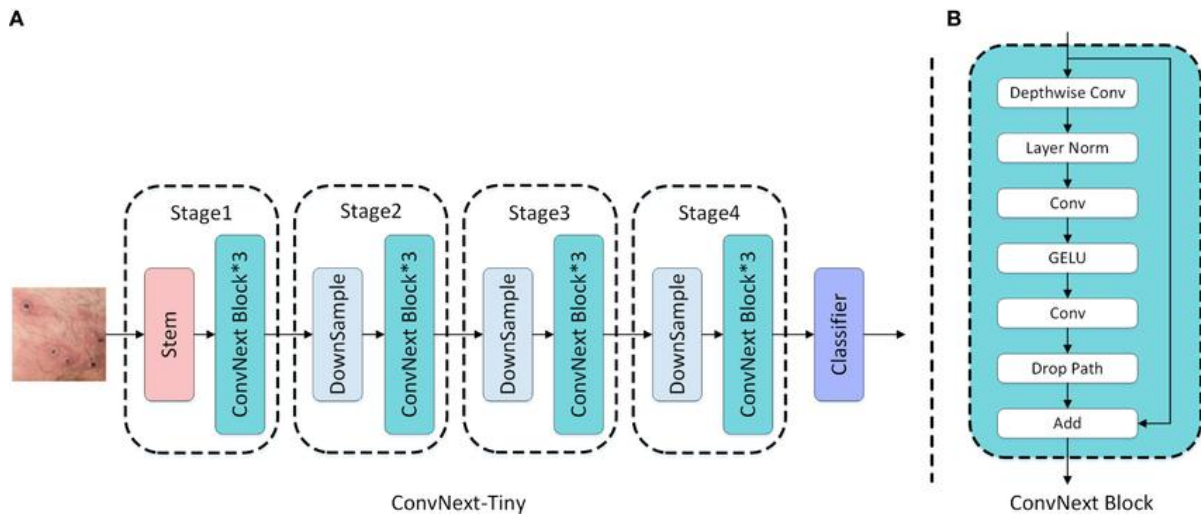 A
Stage1
Stem
ConvNext Block*3
Stage2
DownSample
ConvNext Block*3
Stage3
DownSample
ConvNext Block*3
Stage4
DownSample
ConvNext Block*3
Classifier
ConvNext-Tiny
B
Depthwise Conv
Layer Norm
Conv
GELU
Conv
Drop Path
Add
ConvNext Block